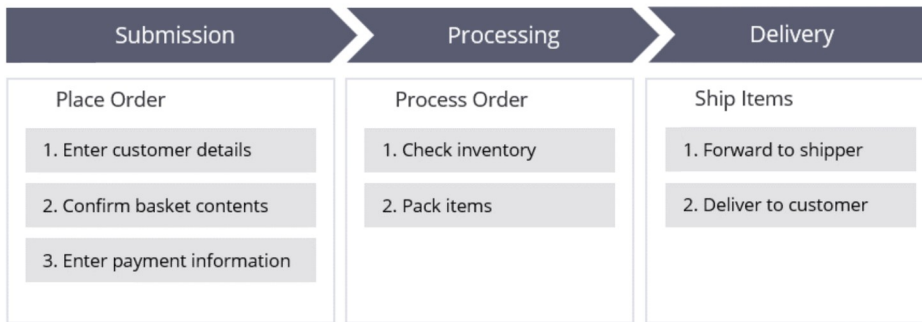 Submission
Processing
Delivery
Place Order
1. Enter customer details
2. Confirm basket contents
3. Enter payment information
Process Order
1. Check inventory
2. Pack items
Ship Items
1. Forward to shipper
2. Deliver to customer